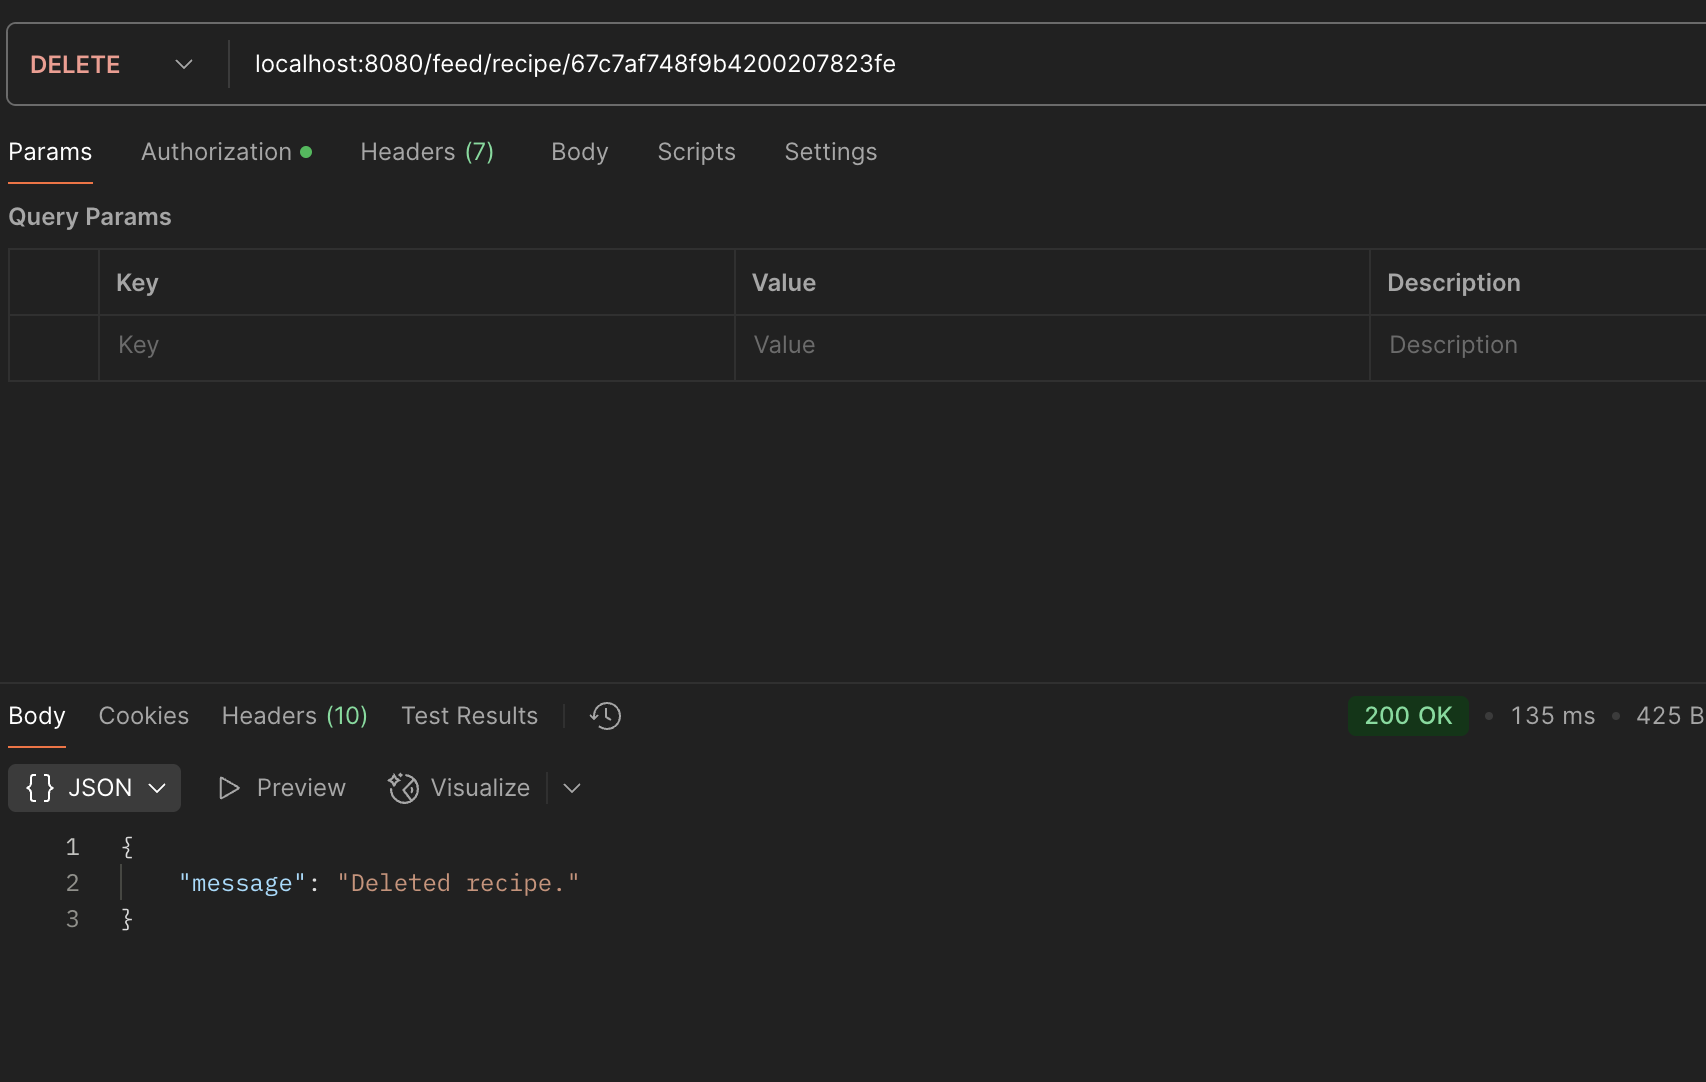 DELETE localhost:8080/feed/recipe/67c7af748f9b4200207823fe
Params Authorization Headers (7) Body Scripts Settings
Query Params
Key Value Description
Key Value Description
Body Cookies Headers (10) Test Results 200 OK • 135 ms • 425 B
{} JSON Preview Visualize
1 {
2 "message": "Deleted recipe."
3 }